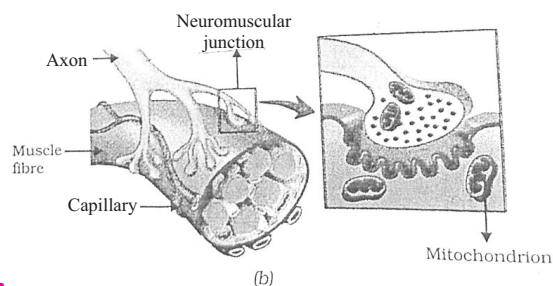 Neuromuscular
junction
Axon
Muscle
fibre
Capillary
Mitochondrion
(b)